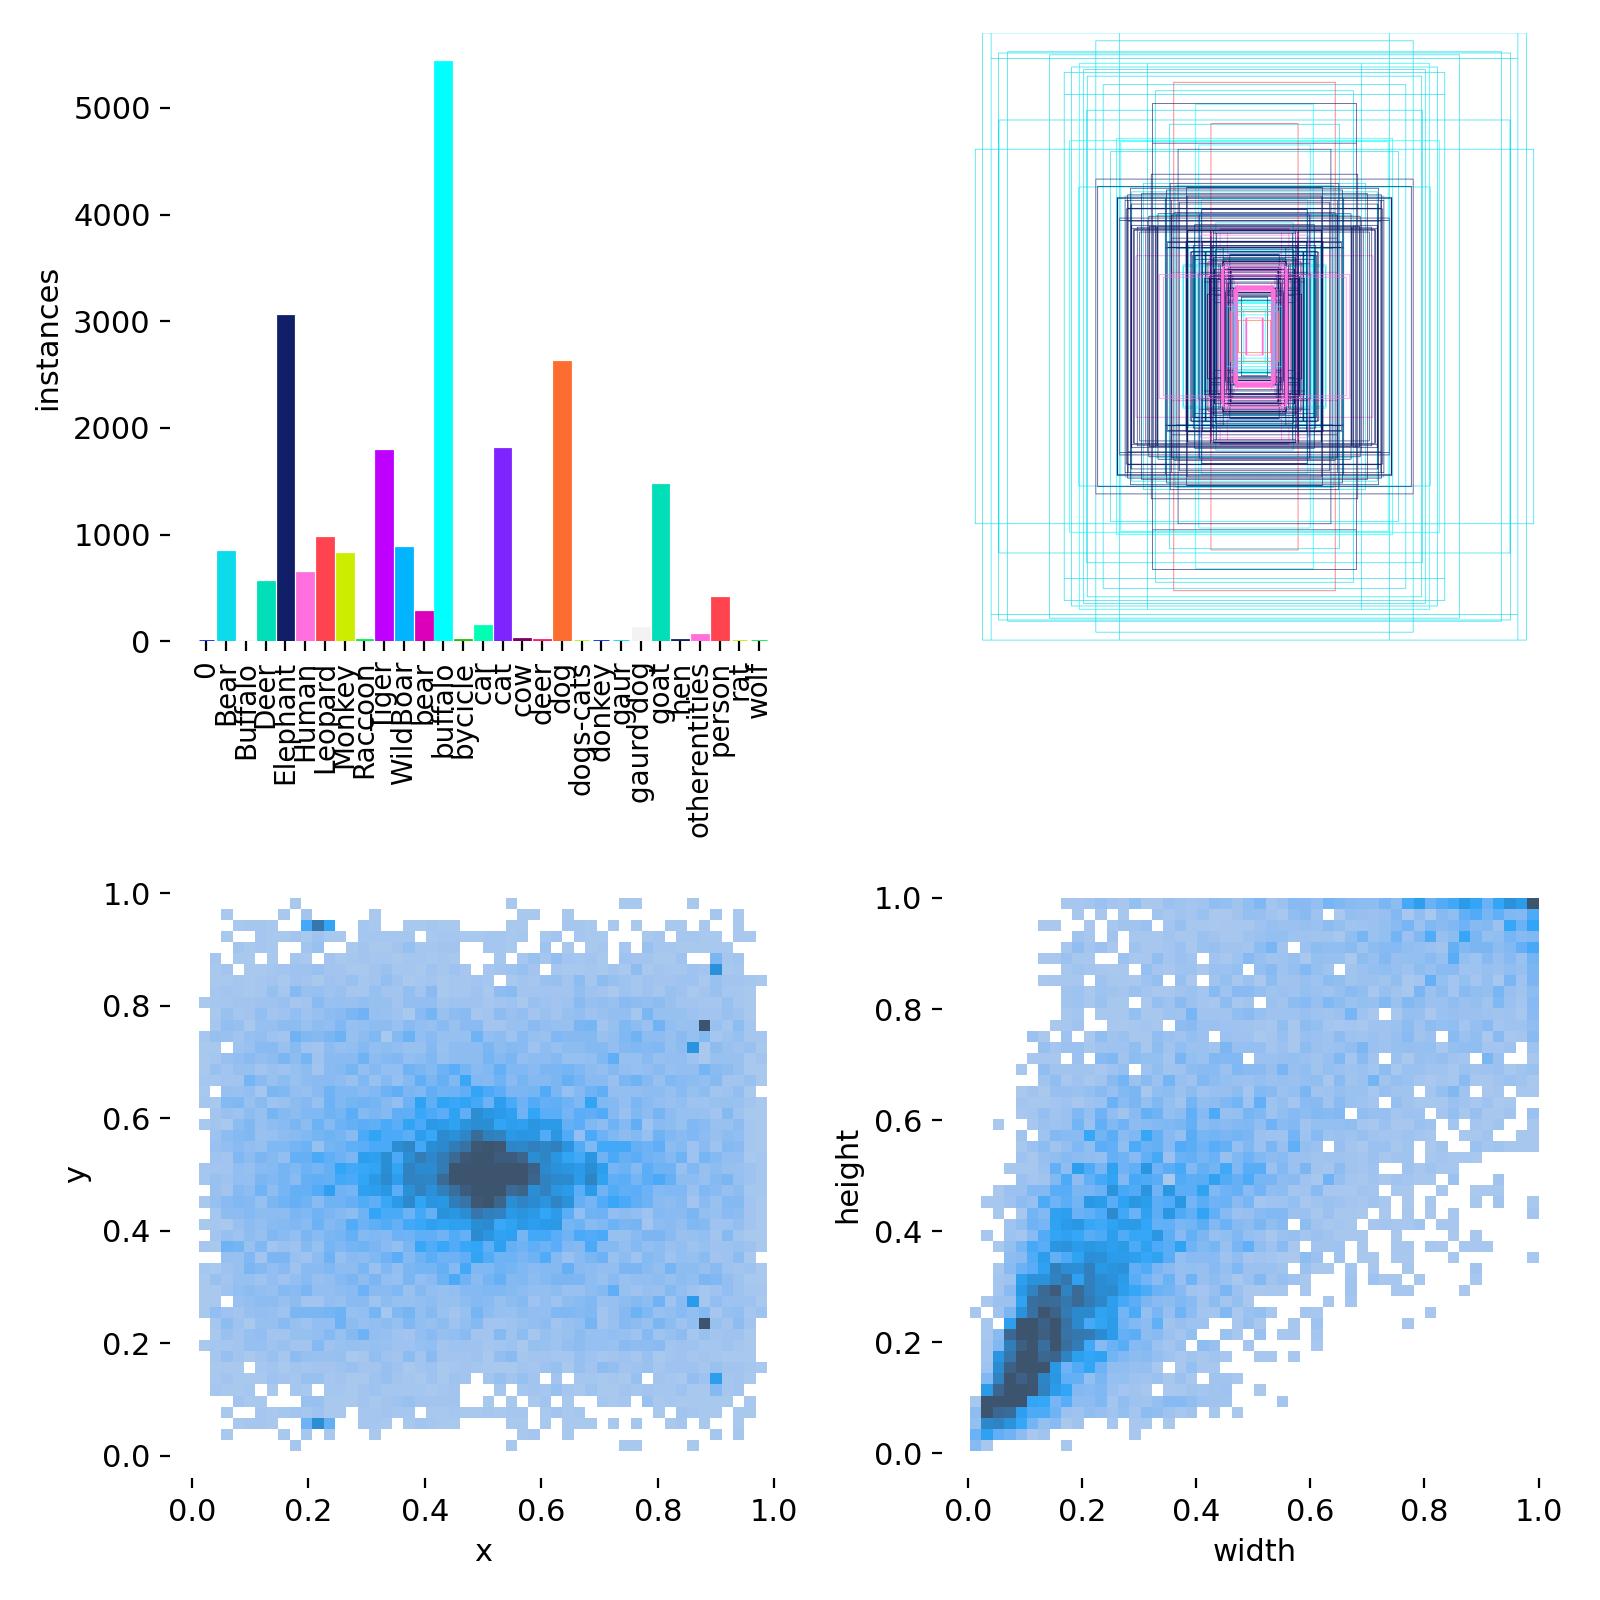 instances
5000
4000
3000
2000
1000
0
0
Bear
Buffalo
Deer
Elephant
Human
Leopard
Monkey
Raccoon
Tiger
WildBoar
bear
buffalo
bycicle
car
cat
cow
deer
dog
dogs-cats
donkey
gaur
gaurd dog
goat
hen
otherentities
person
rat
wolf
y
1.0
0.8
0.6
0.4
0.2
0.0
0.0 0.2 0.4 0.6 0.8 1.0
x
height
1.0
0.8
0.6
0.4
0.2
0.0
0.0 0.2 0.4 0.6 0.8 1.0
width